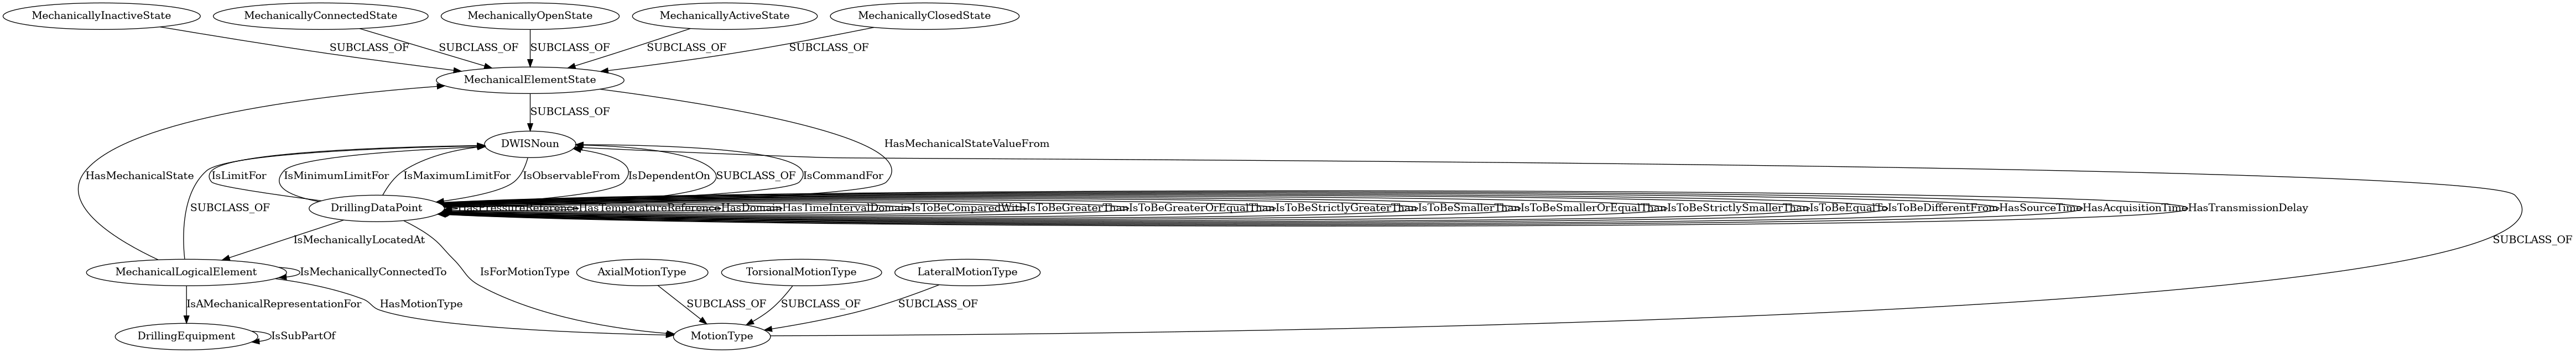 MechanicallyInactiveState
MechanicallyConnectedState
MechanicallyOpenState
MechanicallyActiveState
MechanicallyClosedState
SUBCLASS_OF
SUBCLASS_OF
SUBCLASS_OF
SUBCLASS_OF
SUBCLASS_OF
MechanicalElementState
SUBCLASS_OF
DWISNoun
HasMechanicalStateValueFrom
HasMechanicalState
IsLimitFor
IsMinimumLimitFor
IsMaximumLimitFor
IsObservableFrom
IsDependentOn
SUBCLASS_OF
IsCommandFor
SUBCLASS_OF
DrillingDataPoint
HasPressureReference
HasTemperatureReference
HasDomain
HasTimeIntervalDomain
IsToBeComparedWith
IsToBeGreaterThan
IsToBeGreaterOrEqualThan
IsToBeStrictlyGreaterThan
IsToBeSmallerThan
IsToBeSmallerOrEqualThan
IsToBeStrictlySmallerThan
IsToBeEqualTo
IsToBeDifferentFrom
HasSourceTime
HasAcquisitionTime
HasTransmissionDelay
IsMechanicallyLocatedAt
SUBCLASS_OF
MechanicalLogicalElement
IsMechanicallyConnectedTo
IsForMotionType
AxialMotionType
TorsionalMotionType
LateralMotionType
IsAMechanicalRepresentationFor
HasMotionType
SUBCLASS_OF
SUBCLASS_OF
SUBCLASS_OF
DrillingEquipment
IsSubPartOf
MotionType